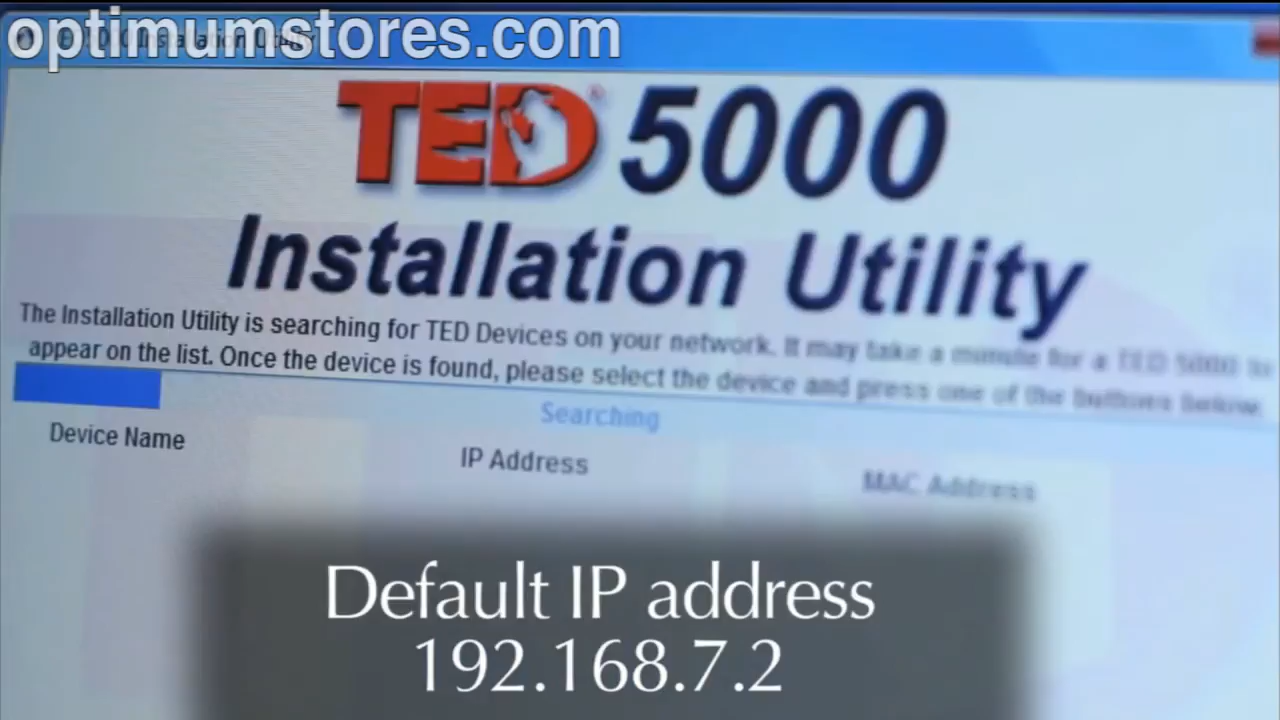 optimumstores.com
Installation Utility
TED® 5000
Installation Utility
The Installation Utility is searching for TED Devices on your network. It may take a minute for a TED 5000 to
appear on the list. Once the device is found, please select the device and press one of the buttons below.
Searching
Device Name
IP Address
MAC Address
Default IP address
192.168.7.2